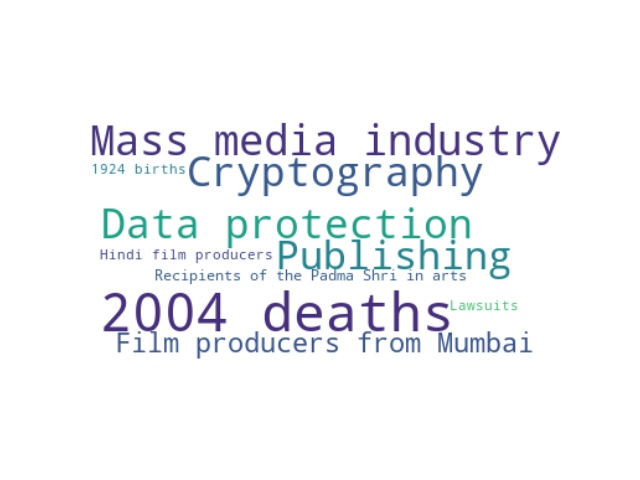 Mass media industry
1924 births
Cryptography
Data protection
Hindi film producers
Publishing
Recipients of the Padma Shri in arts
2004 deaths
Lawsuits
Film producers from Mumbai